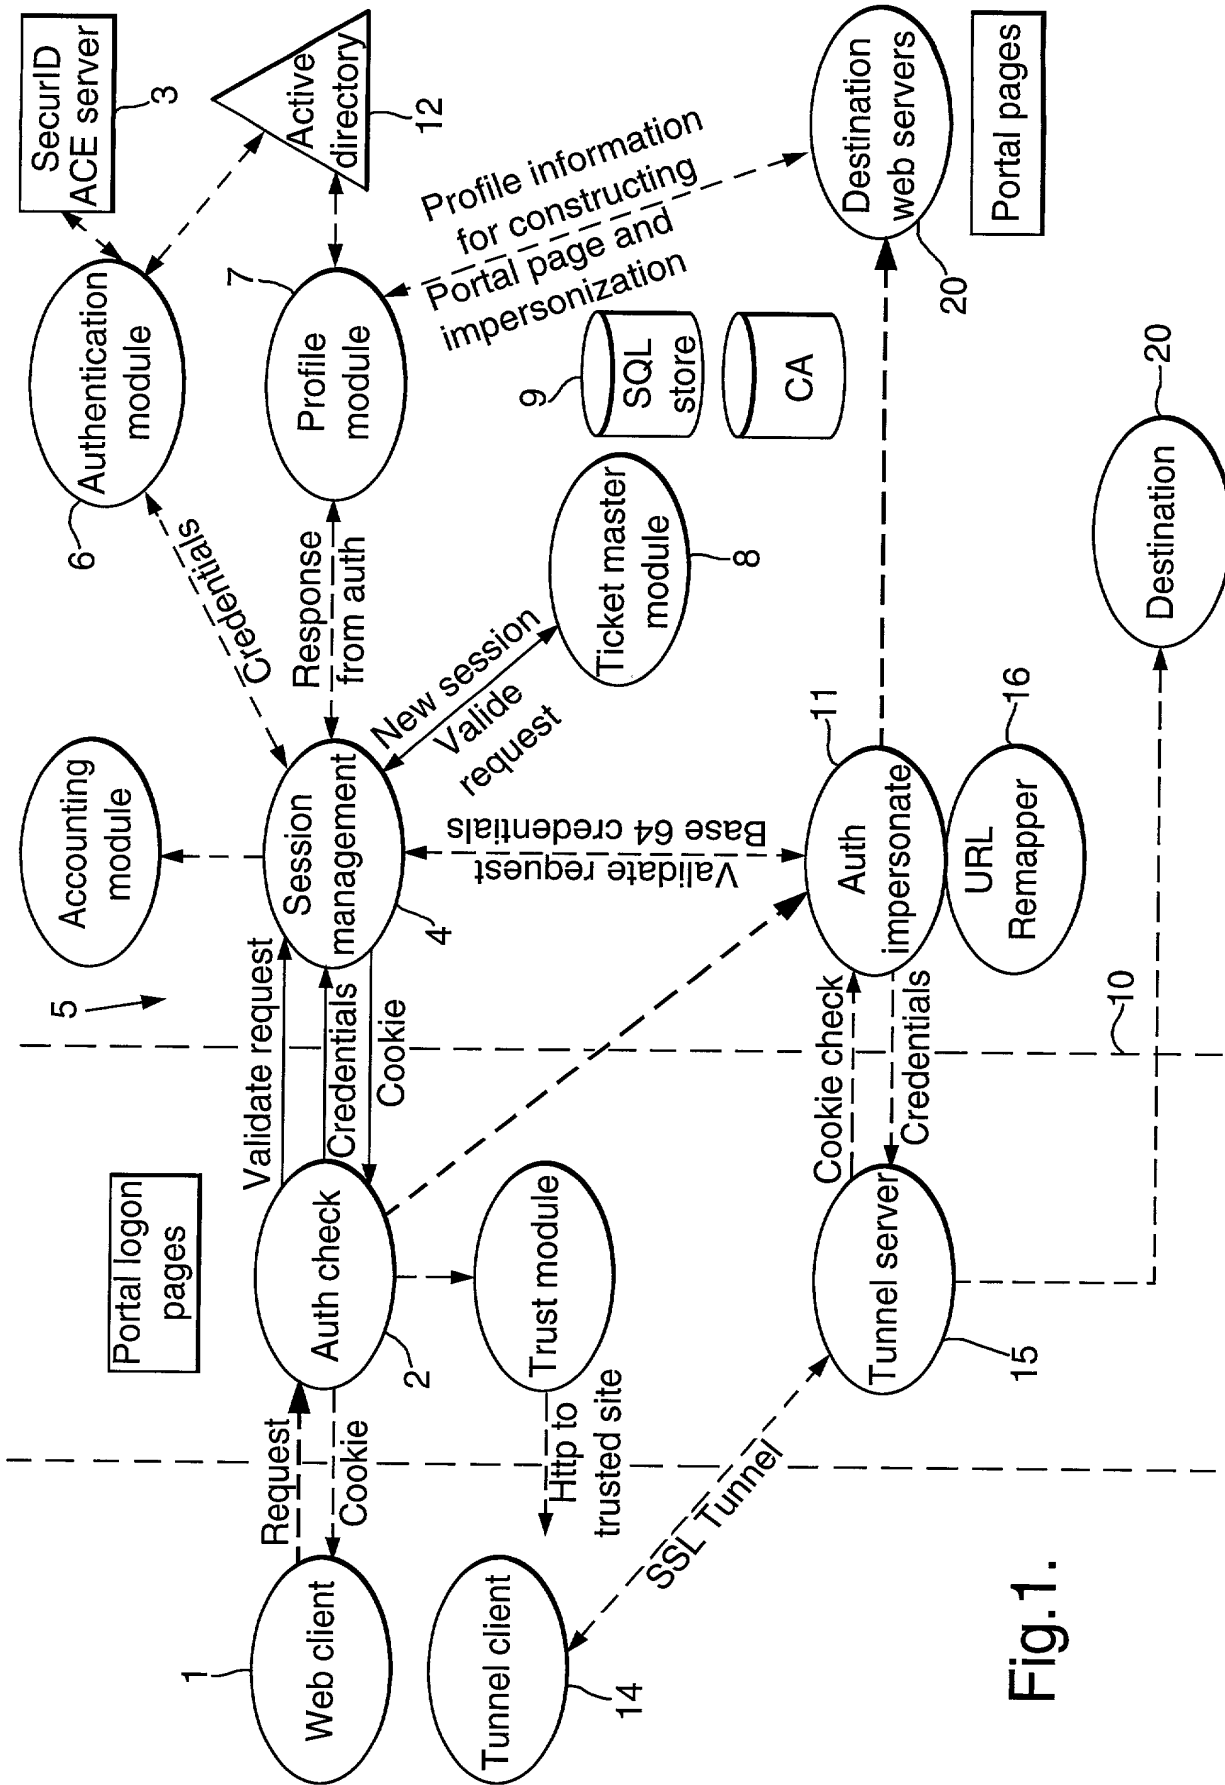 SecurID
ACE server
3
Active
directory
12
Authentication
module
6
Profile
module
7
Credentials
Response
from auth
Profile information
for constructing
Portal page and
impersonization
Destination
web servers
20
Portal pages
SQL
store
9
CA
Ticket master
module
8
New session
Valide
request
Accounting
module
5
Session
management
4
Validate request
Credentials
Cookie
Base 64 credentials
Validate request
Auth
impersonate
11
URL
Remapper
16
Destination
20
10
Cookie check
Credentials
Portal logon
pages
Auth check
2
Trust module
Tunnel server
15
Request
Cookie
Http to
trusted site
SSL Tunnel
Web client
1
Tunnel client
14
Fig.1.